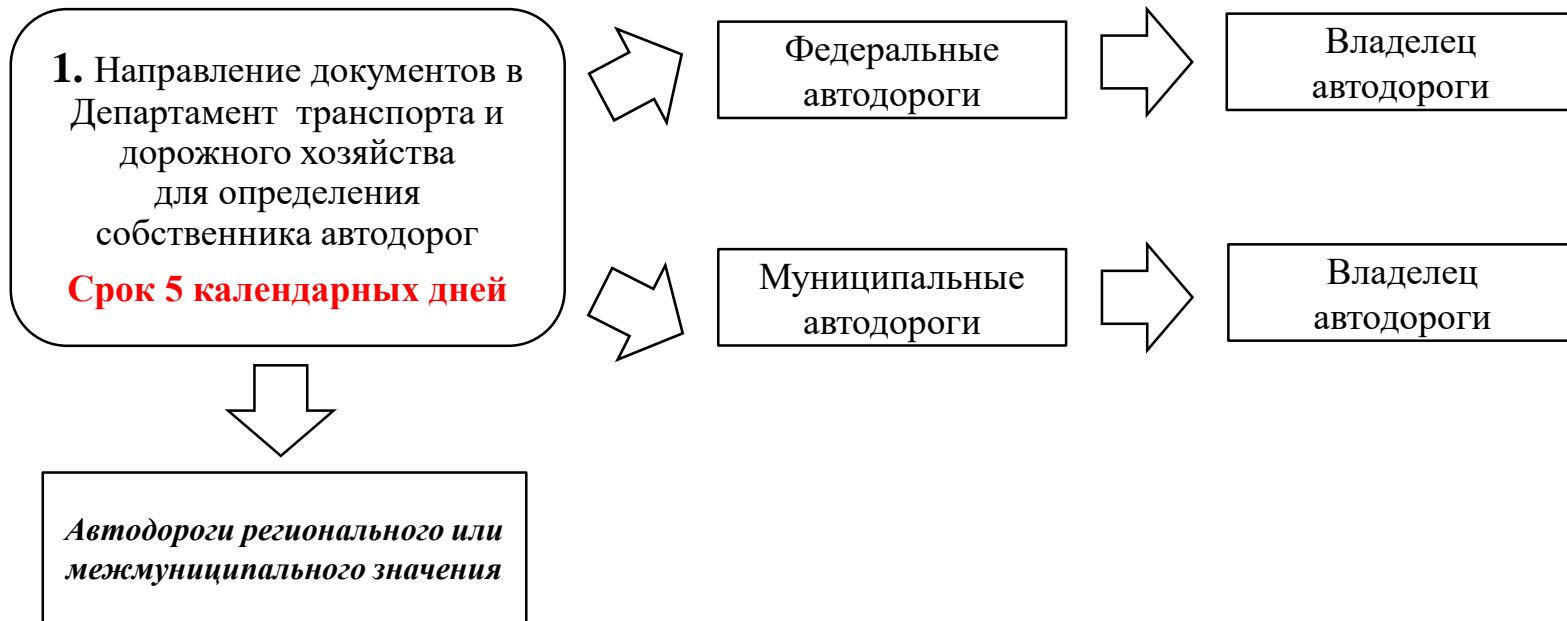 1. Направление документов в
Департамент транспорта и
дорожного хозяйства
для определения
собственника автодорог
Срок 5 календарных дней
Федеральные
автодороги
Владелец
автодороги
Муниципальные
автодороги
Владелец
автодороги
Автодороги регионального или
межмуниципального значения